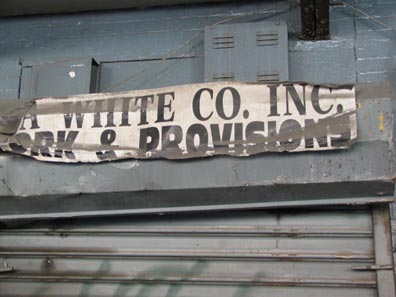 A WHITE CO. INC.
ORK & PROVISIONS